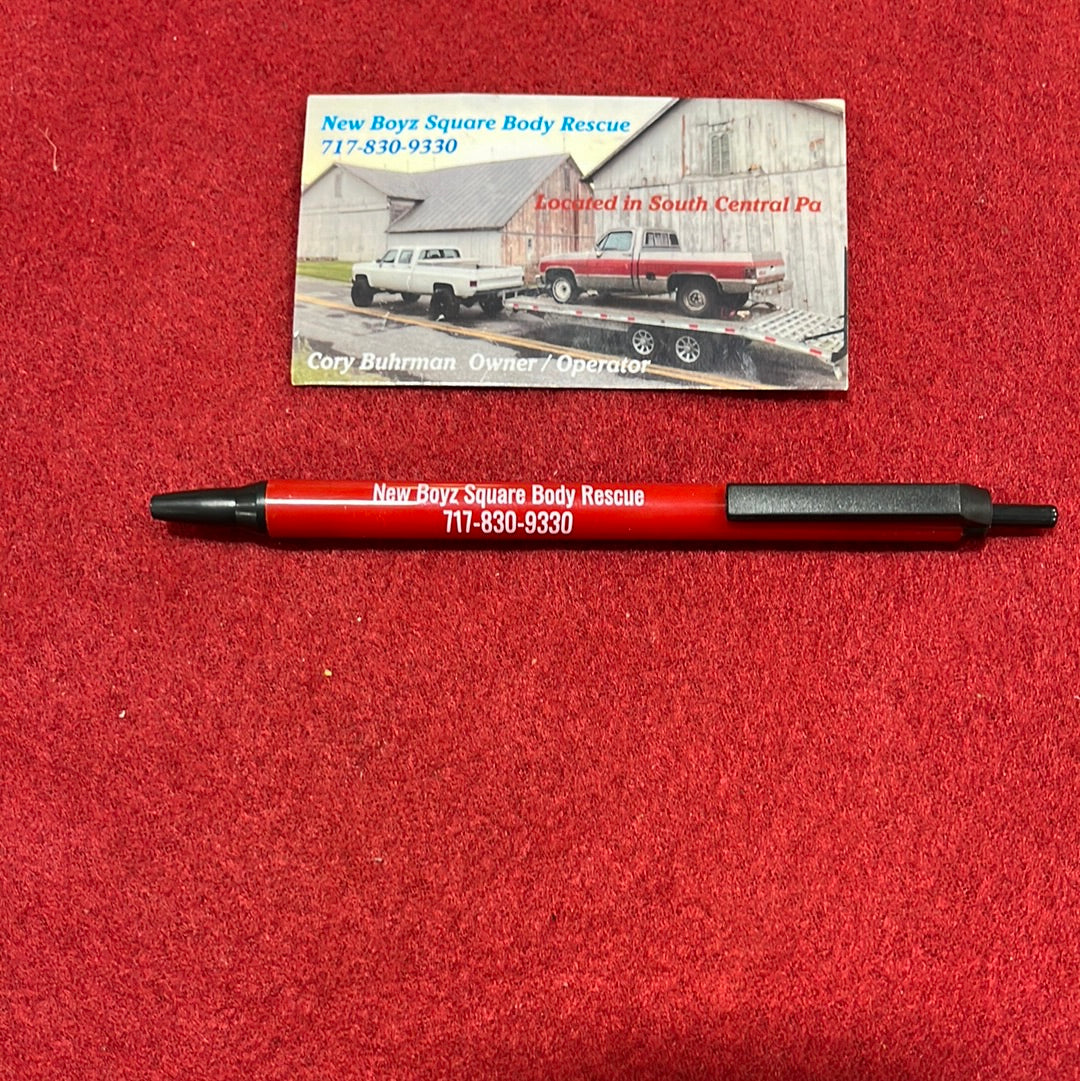 New Boyz Square Body Rescue
717-830-9330
Located in South Central Pa
Cory Buhrman Owner / Operator
New Boyz Square Body Rescue
717-830-9330